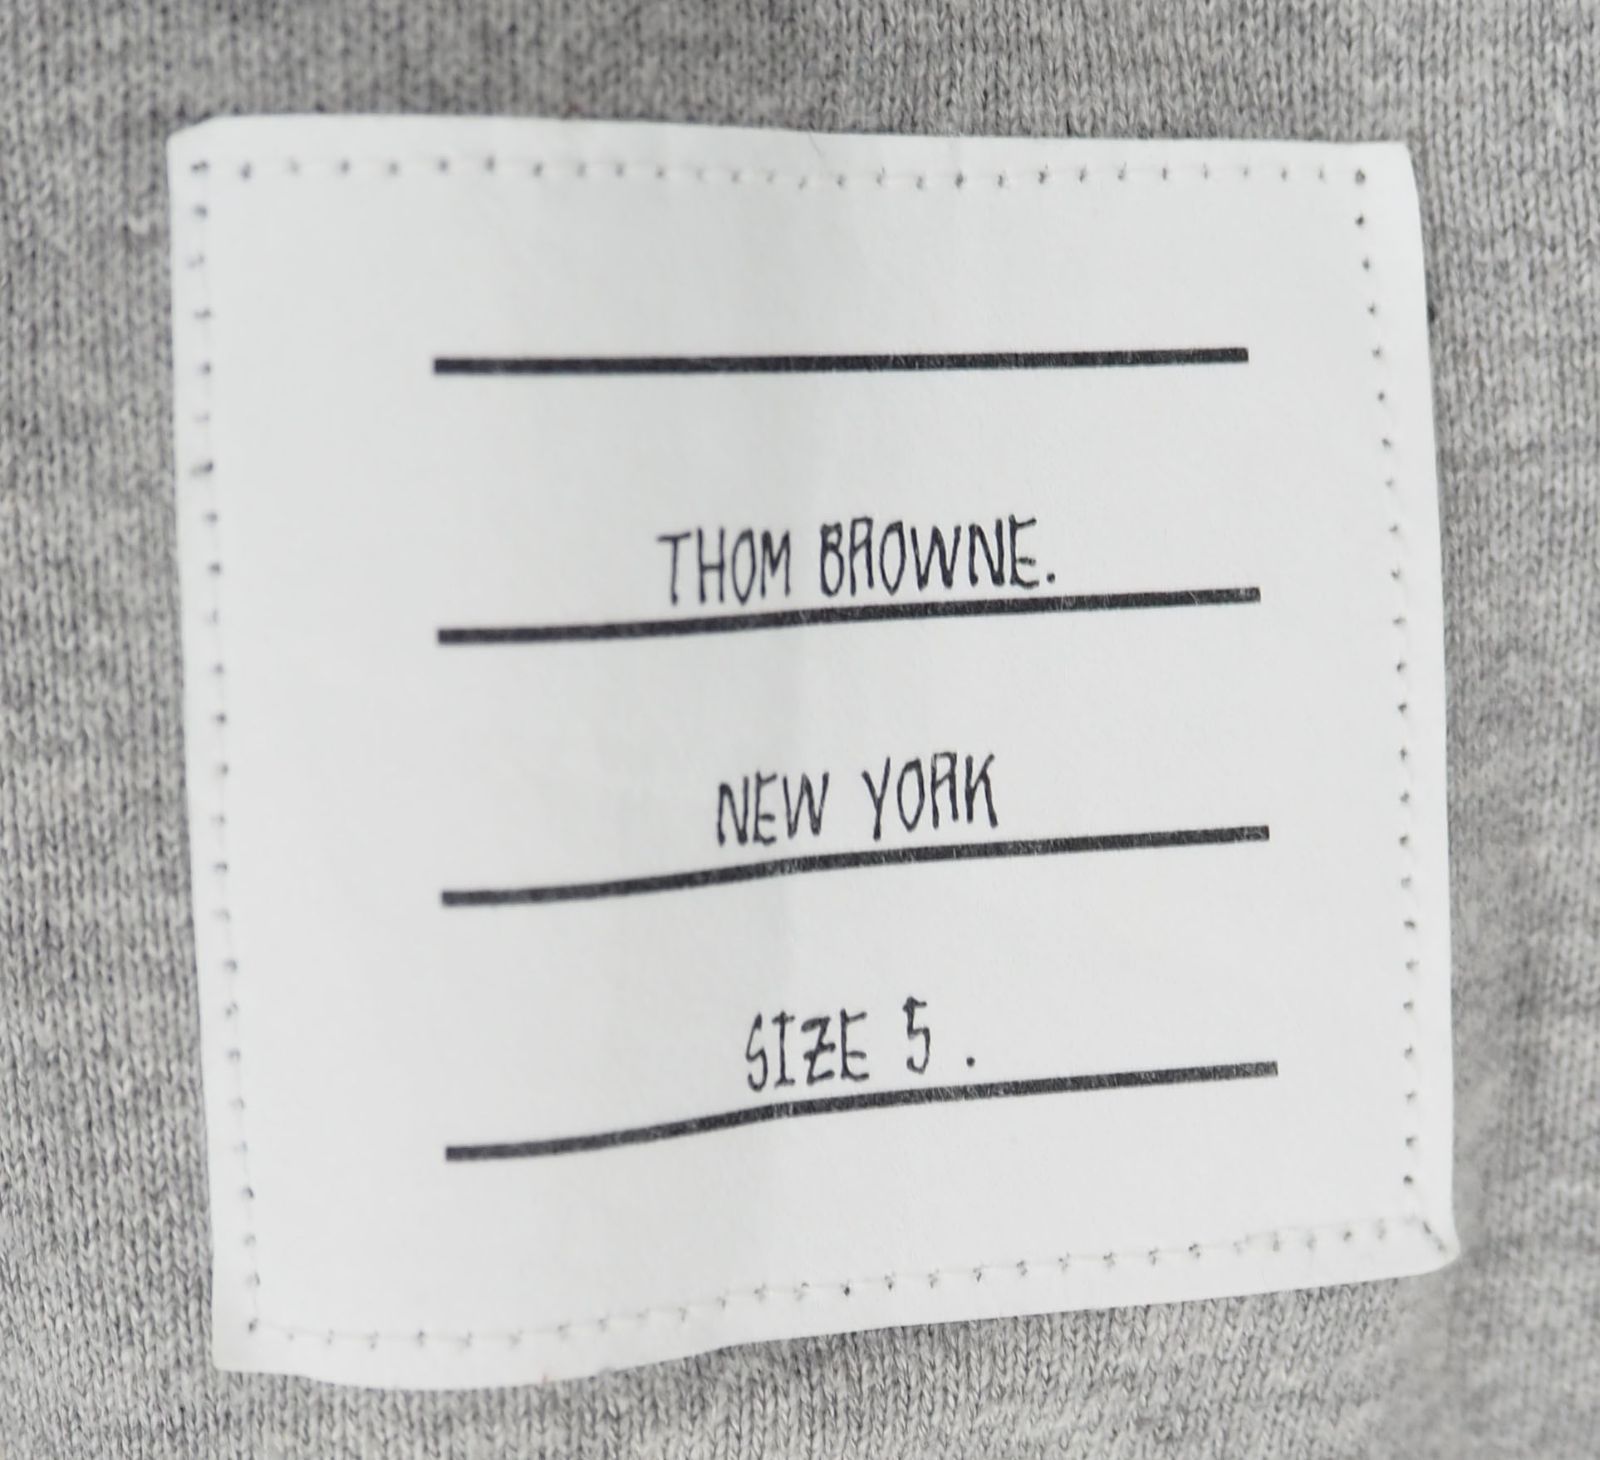 THOM BROWNE.
NEW YORK
SIZE 5 .